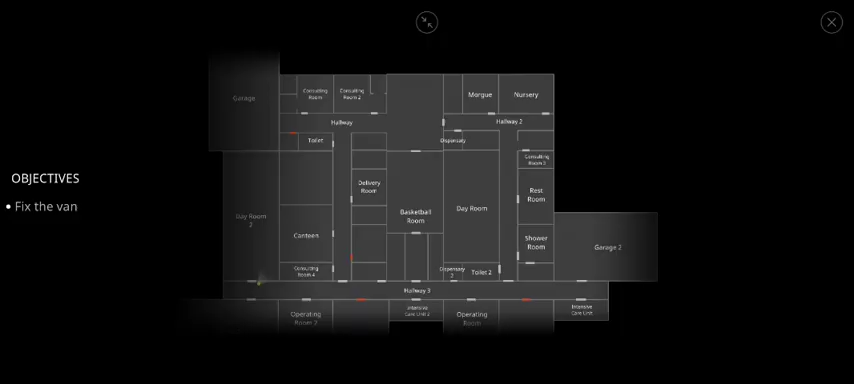 OBJECTIVES
Fix the van
Garage
Consulting
Room
Consulting
Room 2
Morgue
Nursery
Hallway
Hallway 2
Toilet
Dispensary
Consulting
Room 3
Delivery
Room
Rest
Room
Day Room
2
Basketball
Room
Day Room
Canteen
Shower
Room
Garage 2
Consulting
Room 4
Dispensary
2
Toilet 2
Hallway 3
Operating
Room 2
Intensive
Care Unit 2
Operating
Room
Intensive
Care Unit